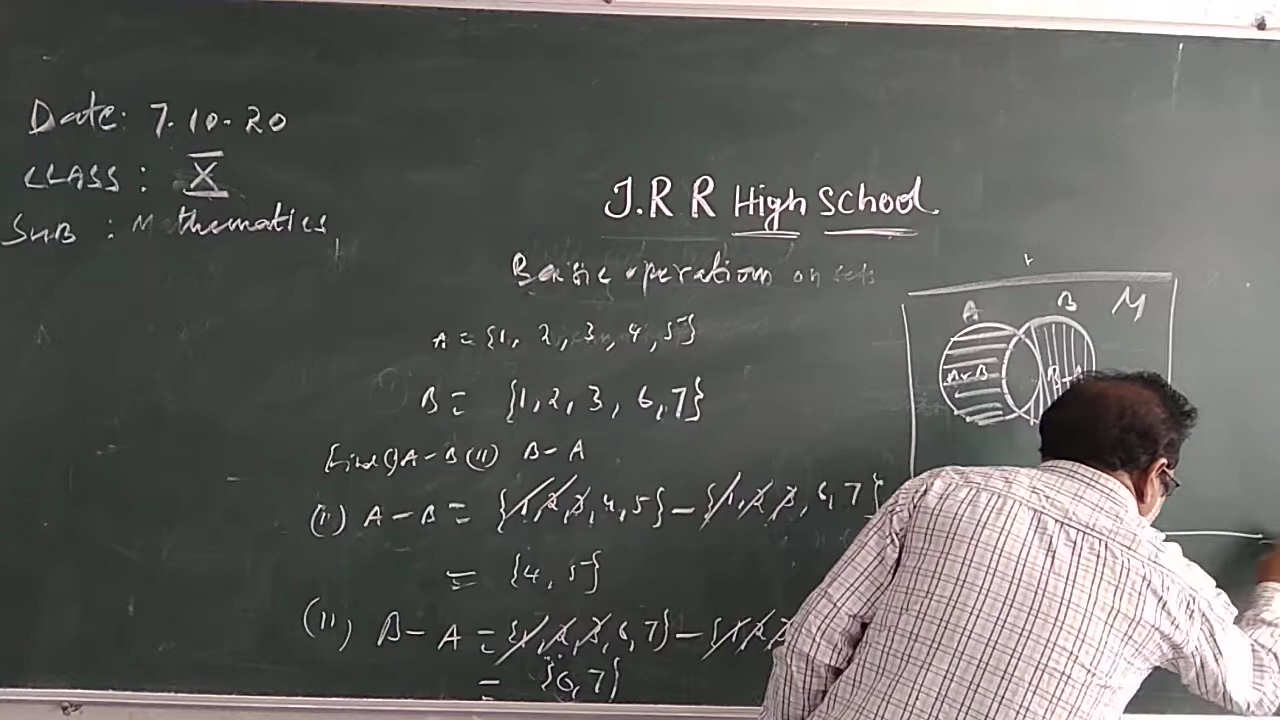 Date: 7.10.20
CLASS: X
SUB: Mathematics
J.R R High School
Basic operation on sets
A = {1, 2, 3, 4, 5}
B = {1, 2, 3, 6, 7}
Find (i) A-B (ii) B-A
(i) A-B = {1, 2, 3, 4, 5} - {1, 2, 3, 6, 7}
= {4, 5}
(ii) B-A = {1, 2, 3, 6, 7} - {1, 2, 3
= {6, 7}
A B μ
A-B B-A